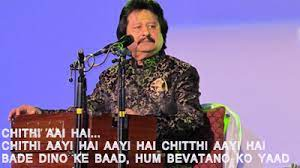 CHITHI AAI HAI...
CHITHI AAYI HAI AAYI HAI CHITTHI AAYI HAI
BADE DINO KE BAAD, HUM BEVATANO KO YAAD